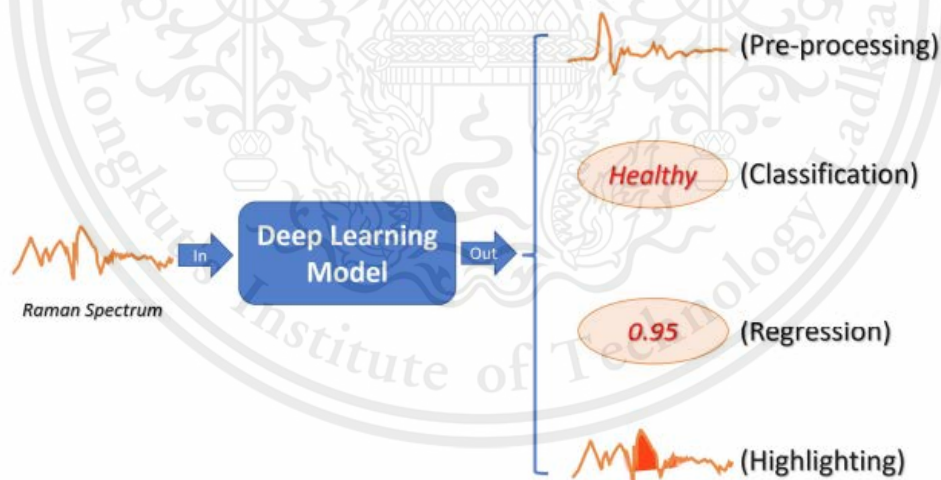 (Pre-processing)
Healthy (Classification)
Raman Spectrum
In
Deep Learning
Model
Out
0.95 (Regression)
(Highlighting)
Mongkut's Institute of Technology Ladkra